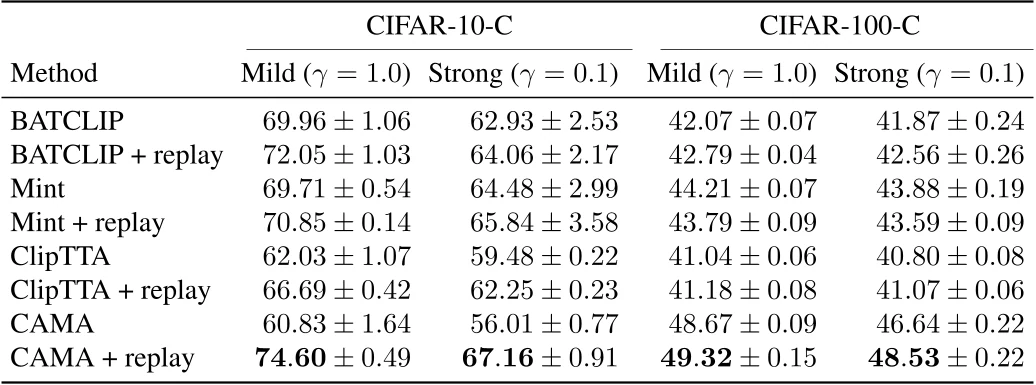 CIFAR-10-C CIFAR-100-C
Method Mild (γ = 1.0) Strong (γ = 0.1) Mild (γ = 1.0) Strong (γ = 0.1)
BATCLIP 69.96 ± 1.06 62.93 ± 2.53 42.07 ± 0.07 41.87 ± 0.24
BATCLIP + replay 72.05 ± 1.03 64.06 ± 2.17 42.79 ± 0.04 42.56 ± 0.26
Mint 69.71 ± 0.54 64.48 ± 2.99 44.21 ± 0.07 43.88 ± 0.19
Mint + replay 70.85 ± 0.14 65.84 ± 3.58 43.79 ± 0.09 43.59 ± 0.09
ClipTTA 62.03 ± 1.07 59.48 ± 0.22 41.04 ± 0.06 40.80 ± 0.08
ClipTTA + replay 66.69 ± 0.42 62.25 ± 0.23 41.18 ± 0.08 41.07 ± 0.06
CAMA 60.83 ± 1.64 56.01 ± 0.77 48.67 ± 0.09 46.64 ± 0.22
CAMA + replay 74.60 ± 0.49 67.16 ± 0.91 49.32 ± 0.15 48.53 ± 0.22